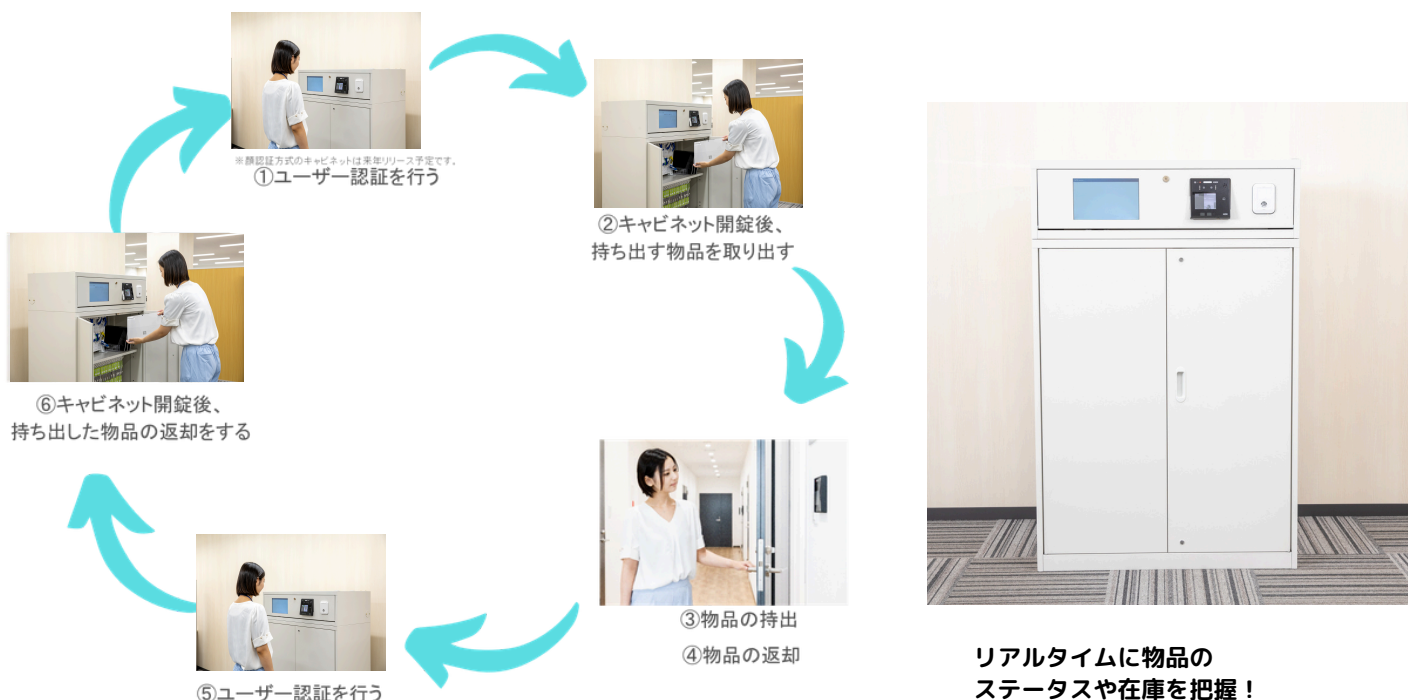 ※顔認証方式のキャビネットは来年リリース予定です。
①ユーザー認証を行う
②キャビネット開錠後、
持ち出す物品を取り出す
③物品の持出
④物品の返却
⑤ユーザー認証を行う
⑥キャビネット開錠後、
持ち出した物品の返却をする
リアルタイムに物品の
ステータスや在庫を把握！